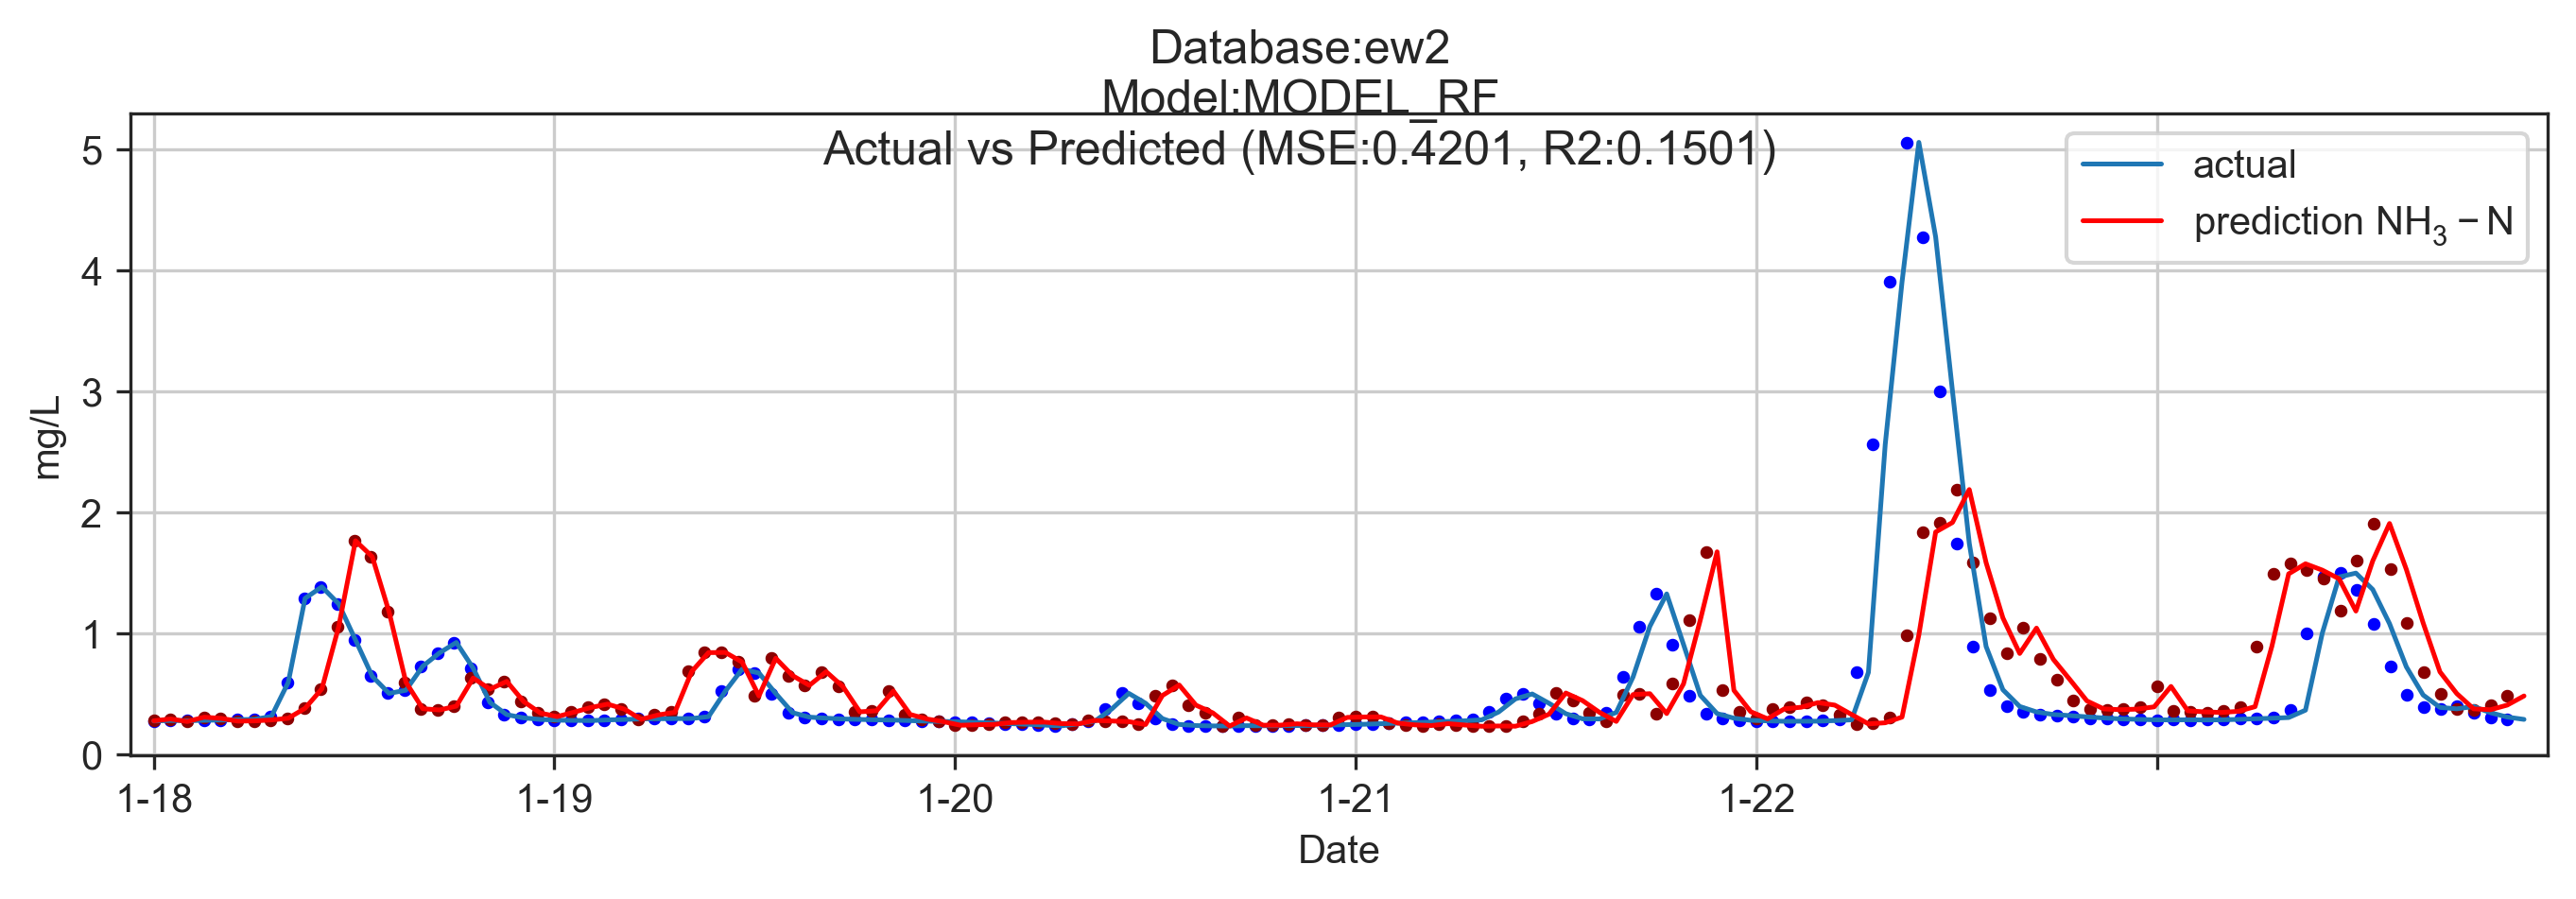 Database:ew2
Model:MODEL_RF
Actual vs Predicted (MSE:0.4201, R2:0.1501)
actual
prediction NH₃ − N
mg/L
5
4
3
2
1
0
1-18 1-19 1-20 1-21 1-22
Date